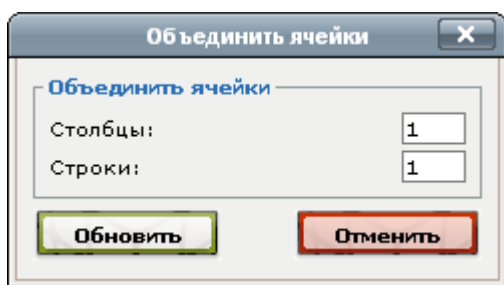 Объединить ячейки
Объединить ячейки
Столбцы: 1
Строки: 1
Обновить Отменить